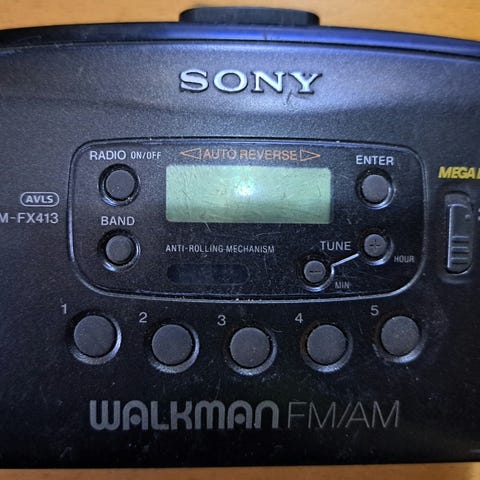 SONY
RADIO ON/OFF
AUTO REVERSE
ENTER
MEGA
AVLS
M-FX413
BAND
ANTI-ROLLING-MECHANISM
TUNE
+
HOUR
−
MIN
1
2
3
4
5
WALKMAN FM/AM